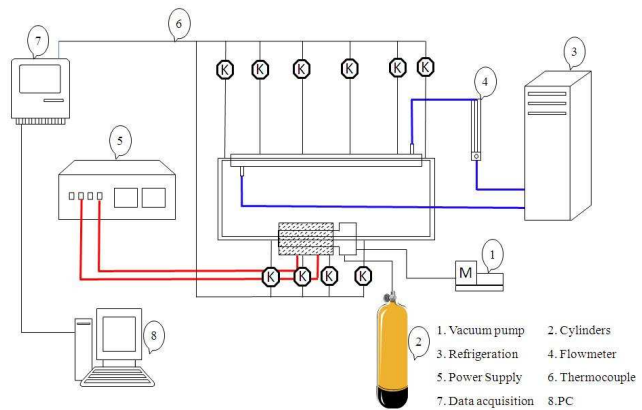 6
7
K K K K K K
3
4
5
K K K K
M
1
2
8
1. Vacuum pump 2. Cylinders
3. Refrigeration 4. Flowmeter
5. Power Supply 6. Thermocouple
7. Data acquisition 8.PC